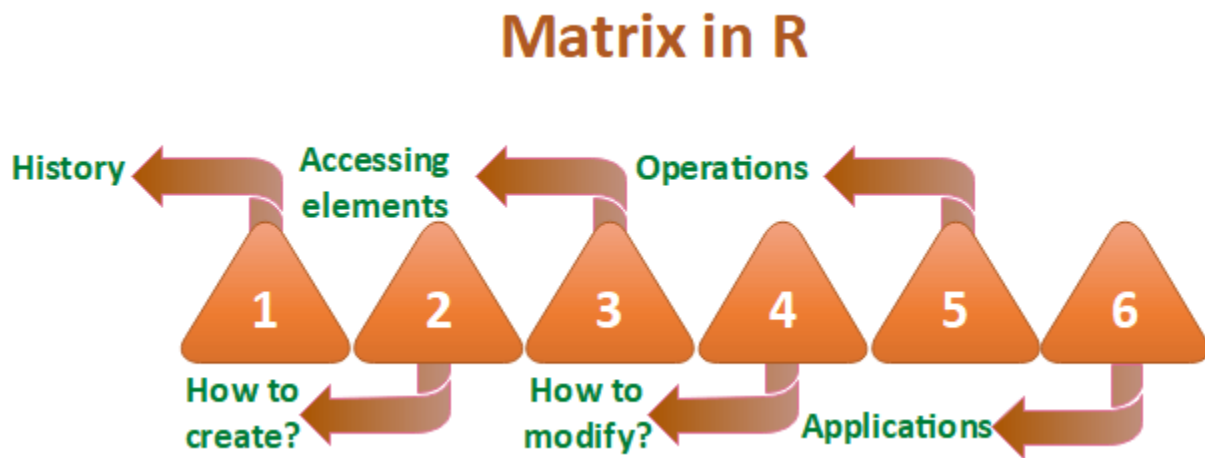 Matrix in R
History
Accessing
elements
Operations
1
2
3
4
5
6
How to
create?
How to
modify?
Applications